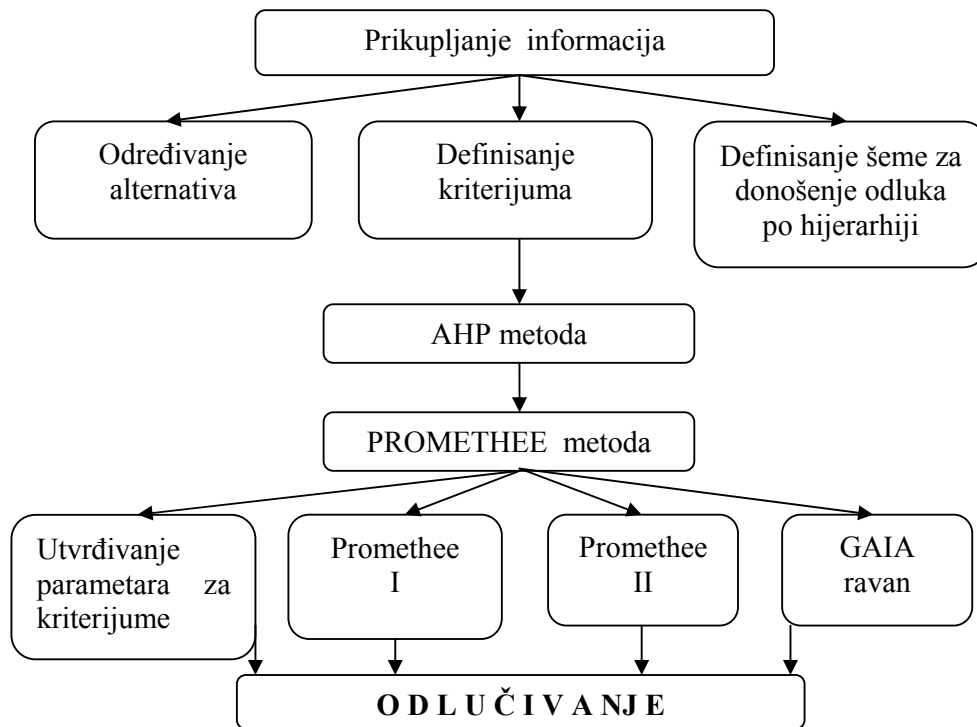 Prikupljanje informacija
Određivanje
alternativa
Definisanje
kriterijuma
Definisanje šeme za
donošenje odluka
po hijerarhiji
AHP metoda
PROMETHEE metoda
Utvrđivanje
parametara za
kriterijume
Promethee
I
Promethee
II
GAIA
ravan
O D L U Č I V A NJ E